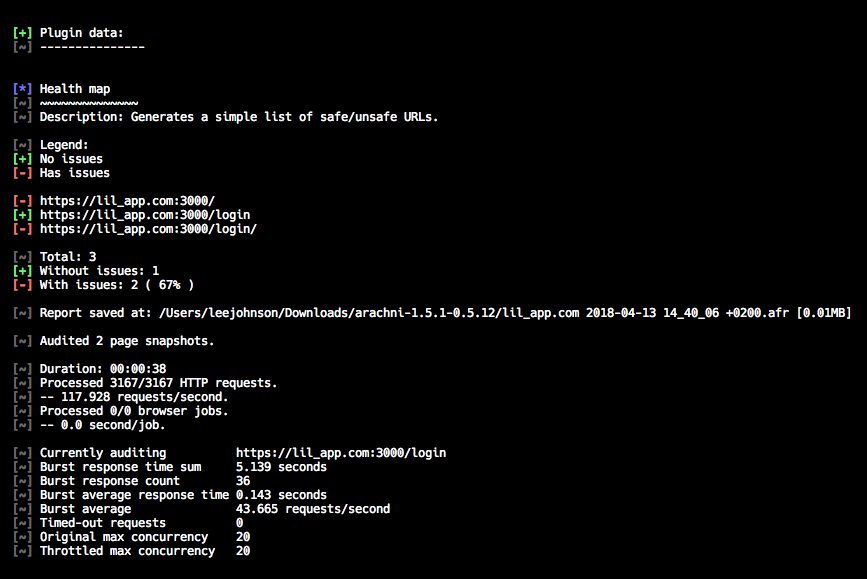 [+] Plugin data:
[~] ---------------
[*] Health map
[~] ~~~~~~~~~~~~~~
[~] Description: Generates a simple list of safe/unsafe URLs.
[~] Legend:
[+] No issues
[-] Has issues
[-] https://lil_app.com:3000/
[+] https://lil_app.com:3000/login
[-] https://lil_app.com:3000/login/
[~] Total: 3
[+] Without issues: 1
[-] With issues: 2 ( 67% )
[~] Report saved at: /Users/leejohnson/Downloads/arachni-1.5.1-0.5.12/lil_app.com 2018-04-13 14_40_06 +0200.afr [0.01MB]
[~] Audited 2 page snapshots.
[~] Duration: 00:00:38
[~] Processed 3167/3167 HTTP requests.
[~] -- 117.928 requests/second.
[~] Processed 0/0 browser jobs.
[~] -- 0.0 second/job.
[~] Currently auditing          https://lil_app.com:3000/login
[~] Burst response time sum     5.139 seconds
[~] Burst response count        36
[~] Burst average response time 0.143 seconds
[~] Burst average               43.665 requests/second
[~] Timed-out requests          0
[~] Original max concurrency    20
[~] Throttled max concurrency   20